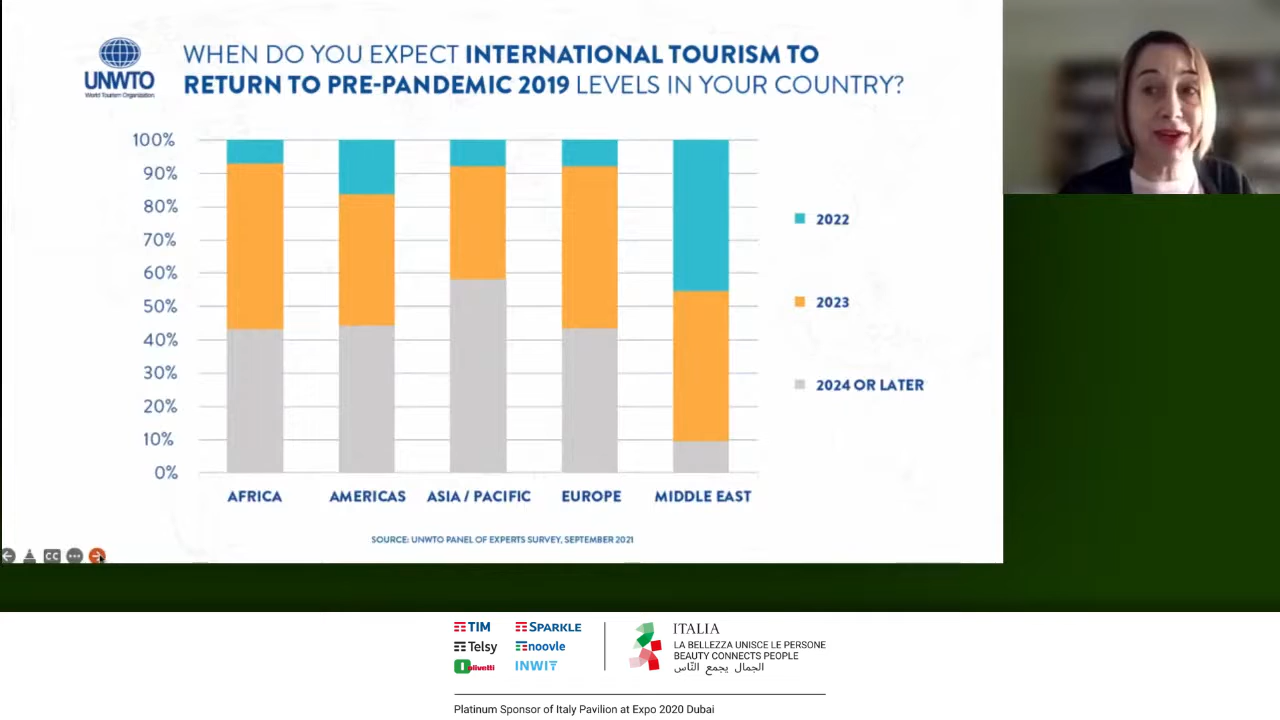 UNWTO
World Tourism Organization
WHEN DO YOU EXPECT INTERNATIONAL TOURISM TO
RETURN TO PRE-PANDEMIC 2019 LEVELS IN YOUR COUNTRY?
100%
90%
80%
70%
60%
50%
40%
30%
20%
10%
0%
2022
2023
2024 OR LATER
AFRICA AMERICAS ASIA / PACIFIC EUROPE MIDDLE EAST
SOURCE: UNWTO PANEL OF EXPERTS SURVEY, SEPTEMBER 2021
CC
TIM SPARKLE
Telsy noovle
olivetti INWIT
ITALIA
LA BELLEZZA UNISCE LE PERSONE
BEAUTY CONNECTS PEOPLE
الجمال يجمع الناّس
Platinum Sponsor of Italy Pavilion at Expo 2020 Dubai